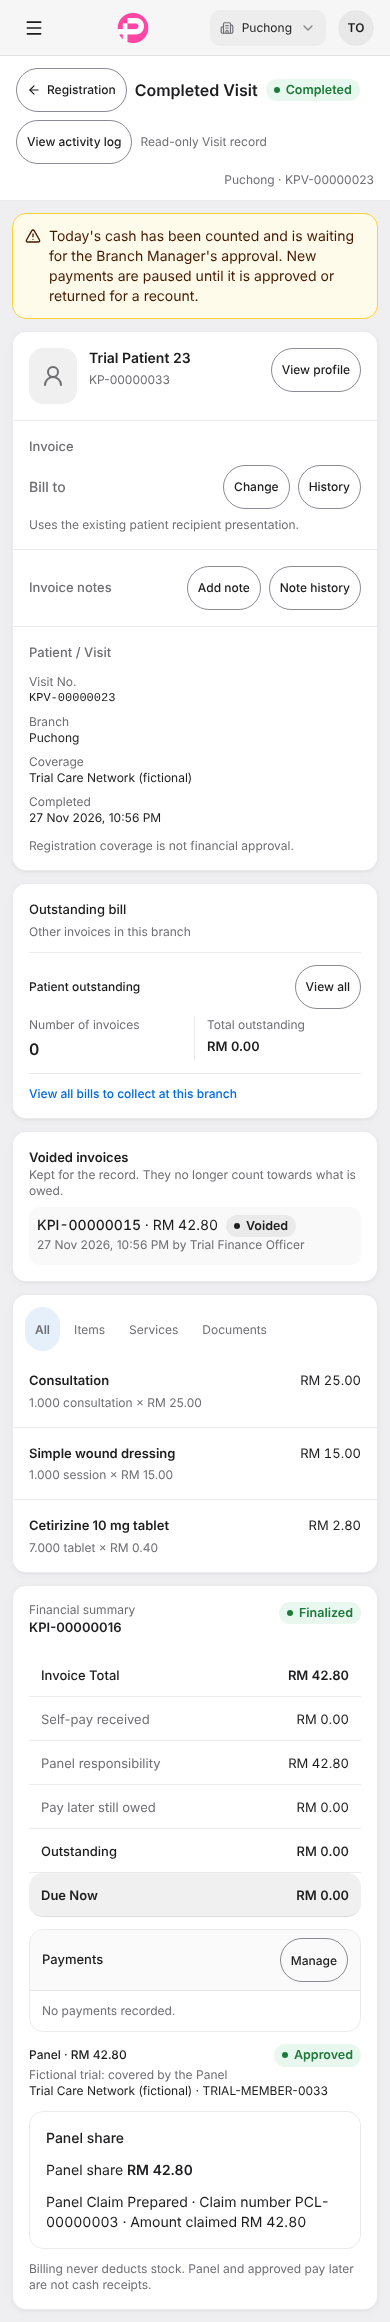 Puchong
TO
Registration
Completed Visit
Completed
View activity log
Read-only Visit record
Puchong · KPV-00000023
Today's cash has been counted and is waiting
for the Branch Manager's approval. New
payments are paused until it is approved or
returned for a recount.
Trial Patient 23
KP-00000033
View profile
Invoice
Bill to
Change
History
Uses the existing patient recipient presentation.
Invoice notes
Add note
Note history
Patient / Visit
Visit No.
KPV-00000023
Branch
Puchong
Coverage
Trial Care Network (fictional)
Completed
27 Nov 2026, 10:56 PM
Registration coverage is not financial approval.
Outstanding bill
Other invoices in this branch
Patient outstanding
View all
Number of invoices
0
Total outstanding
RM 0.00
View all bills to collect at this branch
Voided invoices
Kept for the record. They no longer count towards what is
owed.
KPI-00000015 · RM 42.80
Voided
27 Nov 2026, 10:56 PM by Trial Finance Officer
All
Items
Services
Documents
Consultation
RM 25.00
1.000 consultation × RM 25.00
Simple wound dressing
RM 15.00
1.000 session × RM 15.00
Cetirizine 10 mg tablet
RM 2.80
7.000 tablet × RM 0.40
Financial summary
KPI-00000016
Finalized
Invoice Total
RM 42.80
Self-pay received
RM 0.00
Panel responsibility
RM 42.80
Pay later still owed
RM 0.00
Outstanding
RM 0.00
Due Now
RM 0.00
Payments
Manage
No payments recorded.
Panel · RM 42.80
Approved
Fictional trial: covered by the Panel
Trial Care Network (fictional) · TRIAL-MEMBER-0033
Panel share
Panel share RM 42.80
Panel Claim Prepared · Claim number PCL-
00000003 · Amount claimed RM 42.80
Billing never deducts stock. Panel and approved pay later
are not cash receipts.